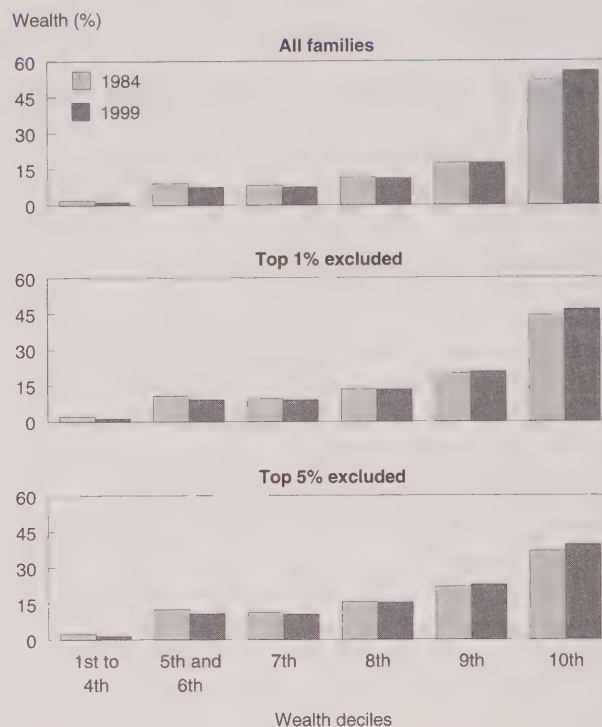 Wealth (%)
All families
60
45
30
15
0
1984
1999
Top 1% excluded
60
45
30
15
0
Top 5% excluded
60
45
30
15
0
1st to
4th
5th and
6th
7th
8th
9th
10th
Wealth deciles